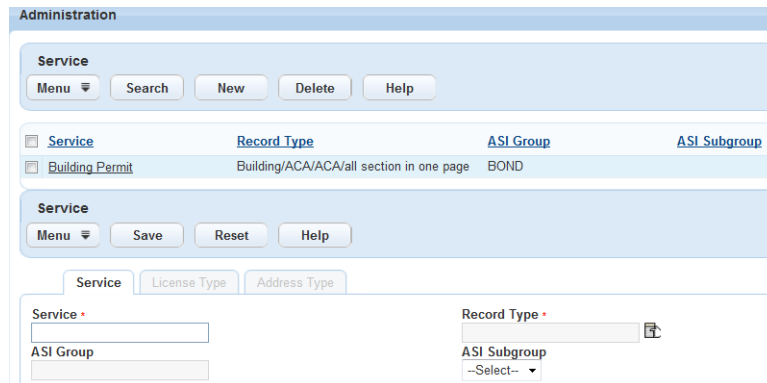 Administration
Service
Menu Search New Delete Help
Service Record Type ASI Group ASI Subgroup
Building Permit Building/ACA/ACA/all section in one page BOND
Service
Menu Save Reset Help
Service License Type Address Type
Service * Record Type *
ASI Group ASI Subgroup
--Select--